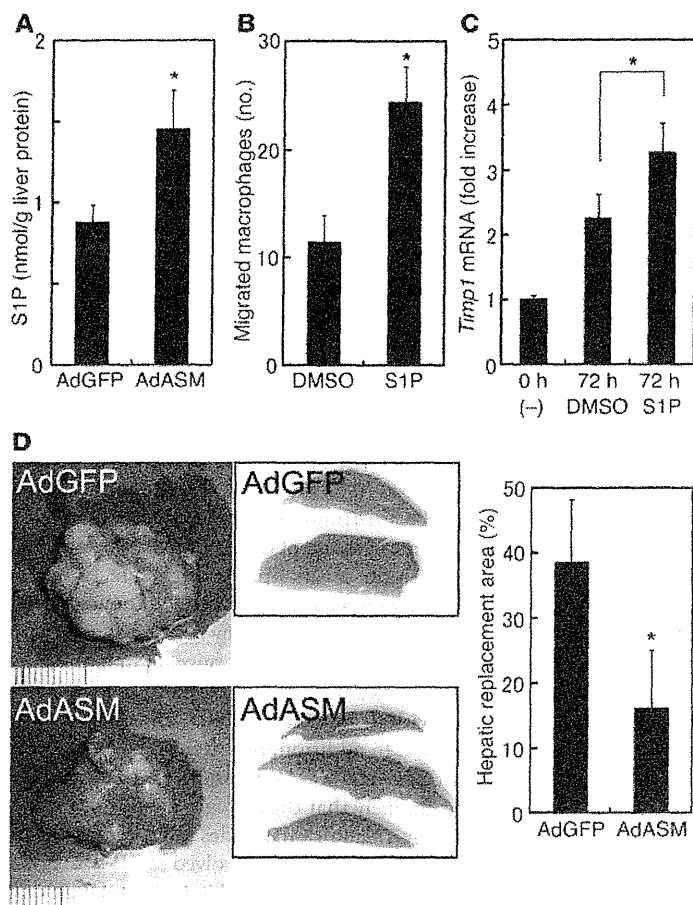 A
S1P (nmol/g liver protein)
2
1
0
*
AdGFP AdASM
B
Migrated macrophages (no.)
30
20
10
0
*
DMSO S1P
C
Timp1 mRNA (fold increase)
5
4
3
2
1
0
*
0 h 72 h 72 h
(–) DMSO S1P
D
AdGFP
AdGFP
AdASM
AdASM
Hepatic replacement area (%)
50
40
30
20
10
0
*
AdGFP AdASM